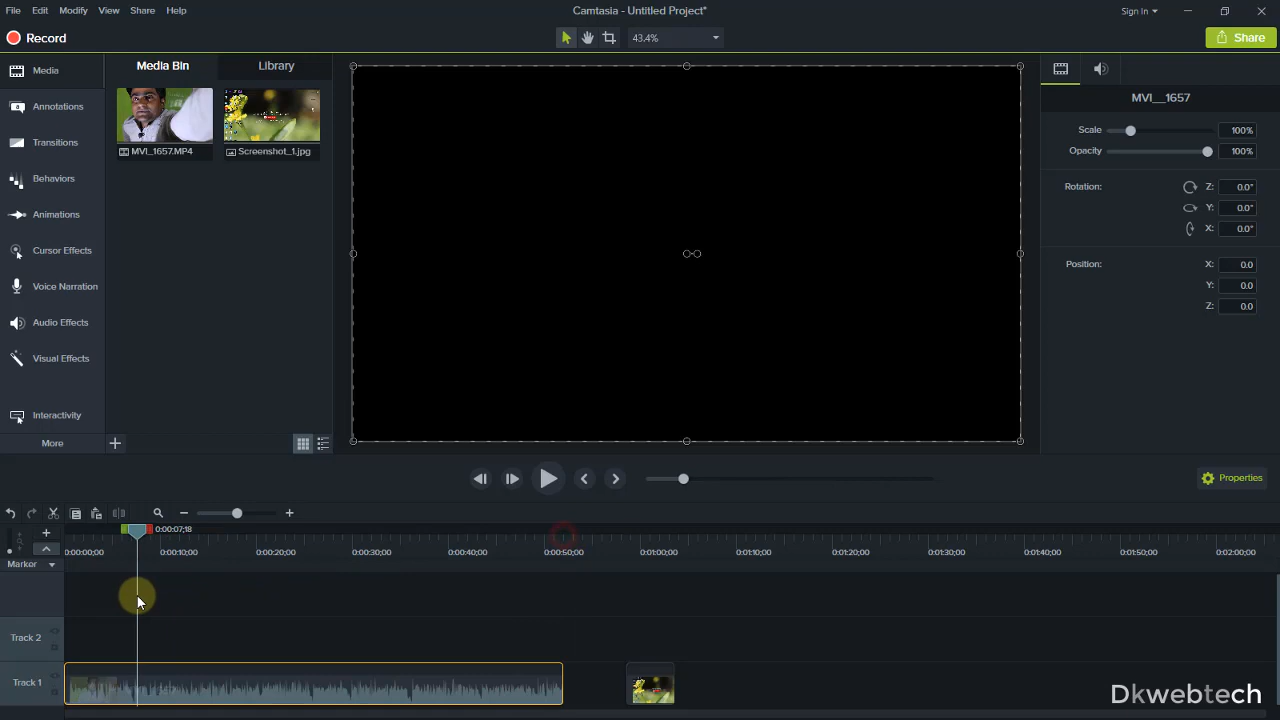 File Edit Modify View Share Help
Camtasia - Untitled Project*
Sign In
Record
43.4%
Share
Media
Annotations
Transitions
Behaviors
Animations
Cursor Effects
Voice Narration
Audio Effects
Visual Effects
Interactivity
More
Media Bin Library
MVI_1657.MP4 Screenshot_1.jpg
MVI__1657
Scale 100%
Opacity 100%
Rotation: Z: 0.0°
Y: 0.0°
X: 0.0°
Position: X: 0.0
Y: 0.0
Z: 0.0
Properties
0:00:07;18
0:00:00;00 0:00:10;00 0:00:20;00 0:00:30;00 0:00:40;00 0:00:50;00 0:01:00;00 0:01:10;00 0:01:20;00 0:01:30;00 0:01:40;00 0:01:50;00 0:02:00;00
Marker
Track 2
Track 1
Dkwebtech